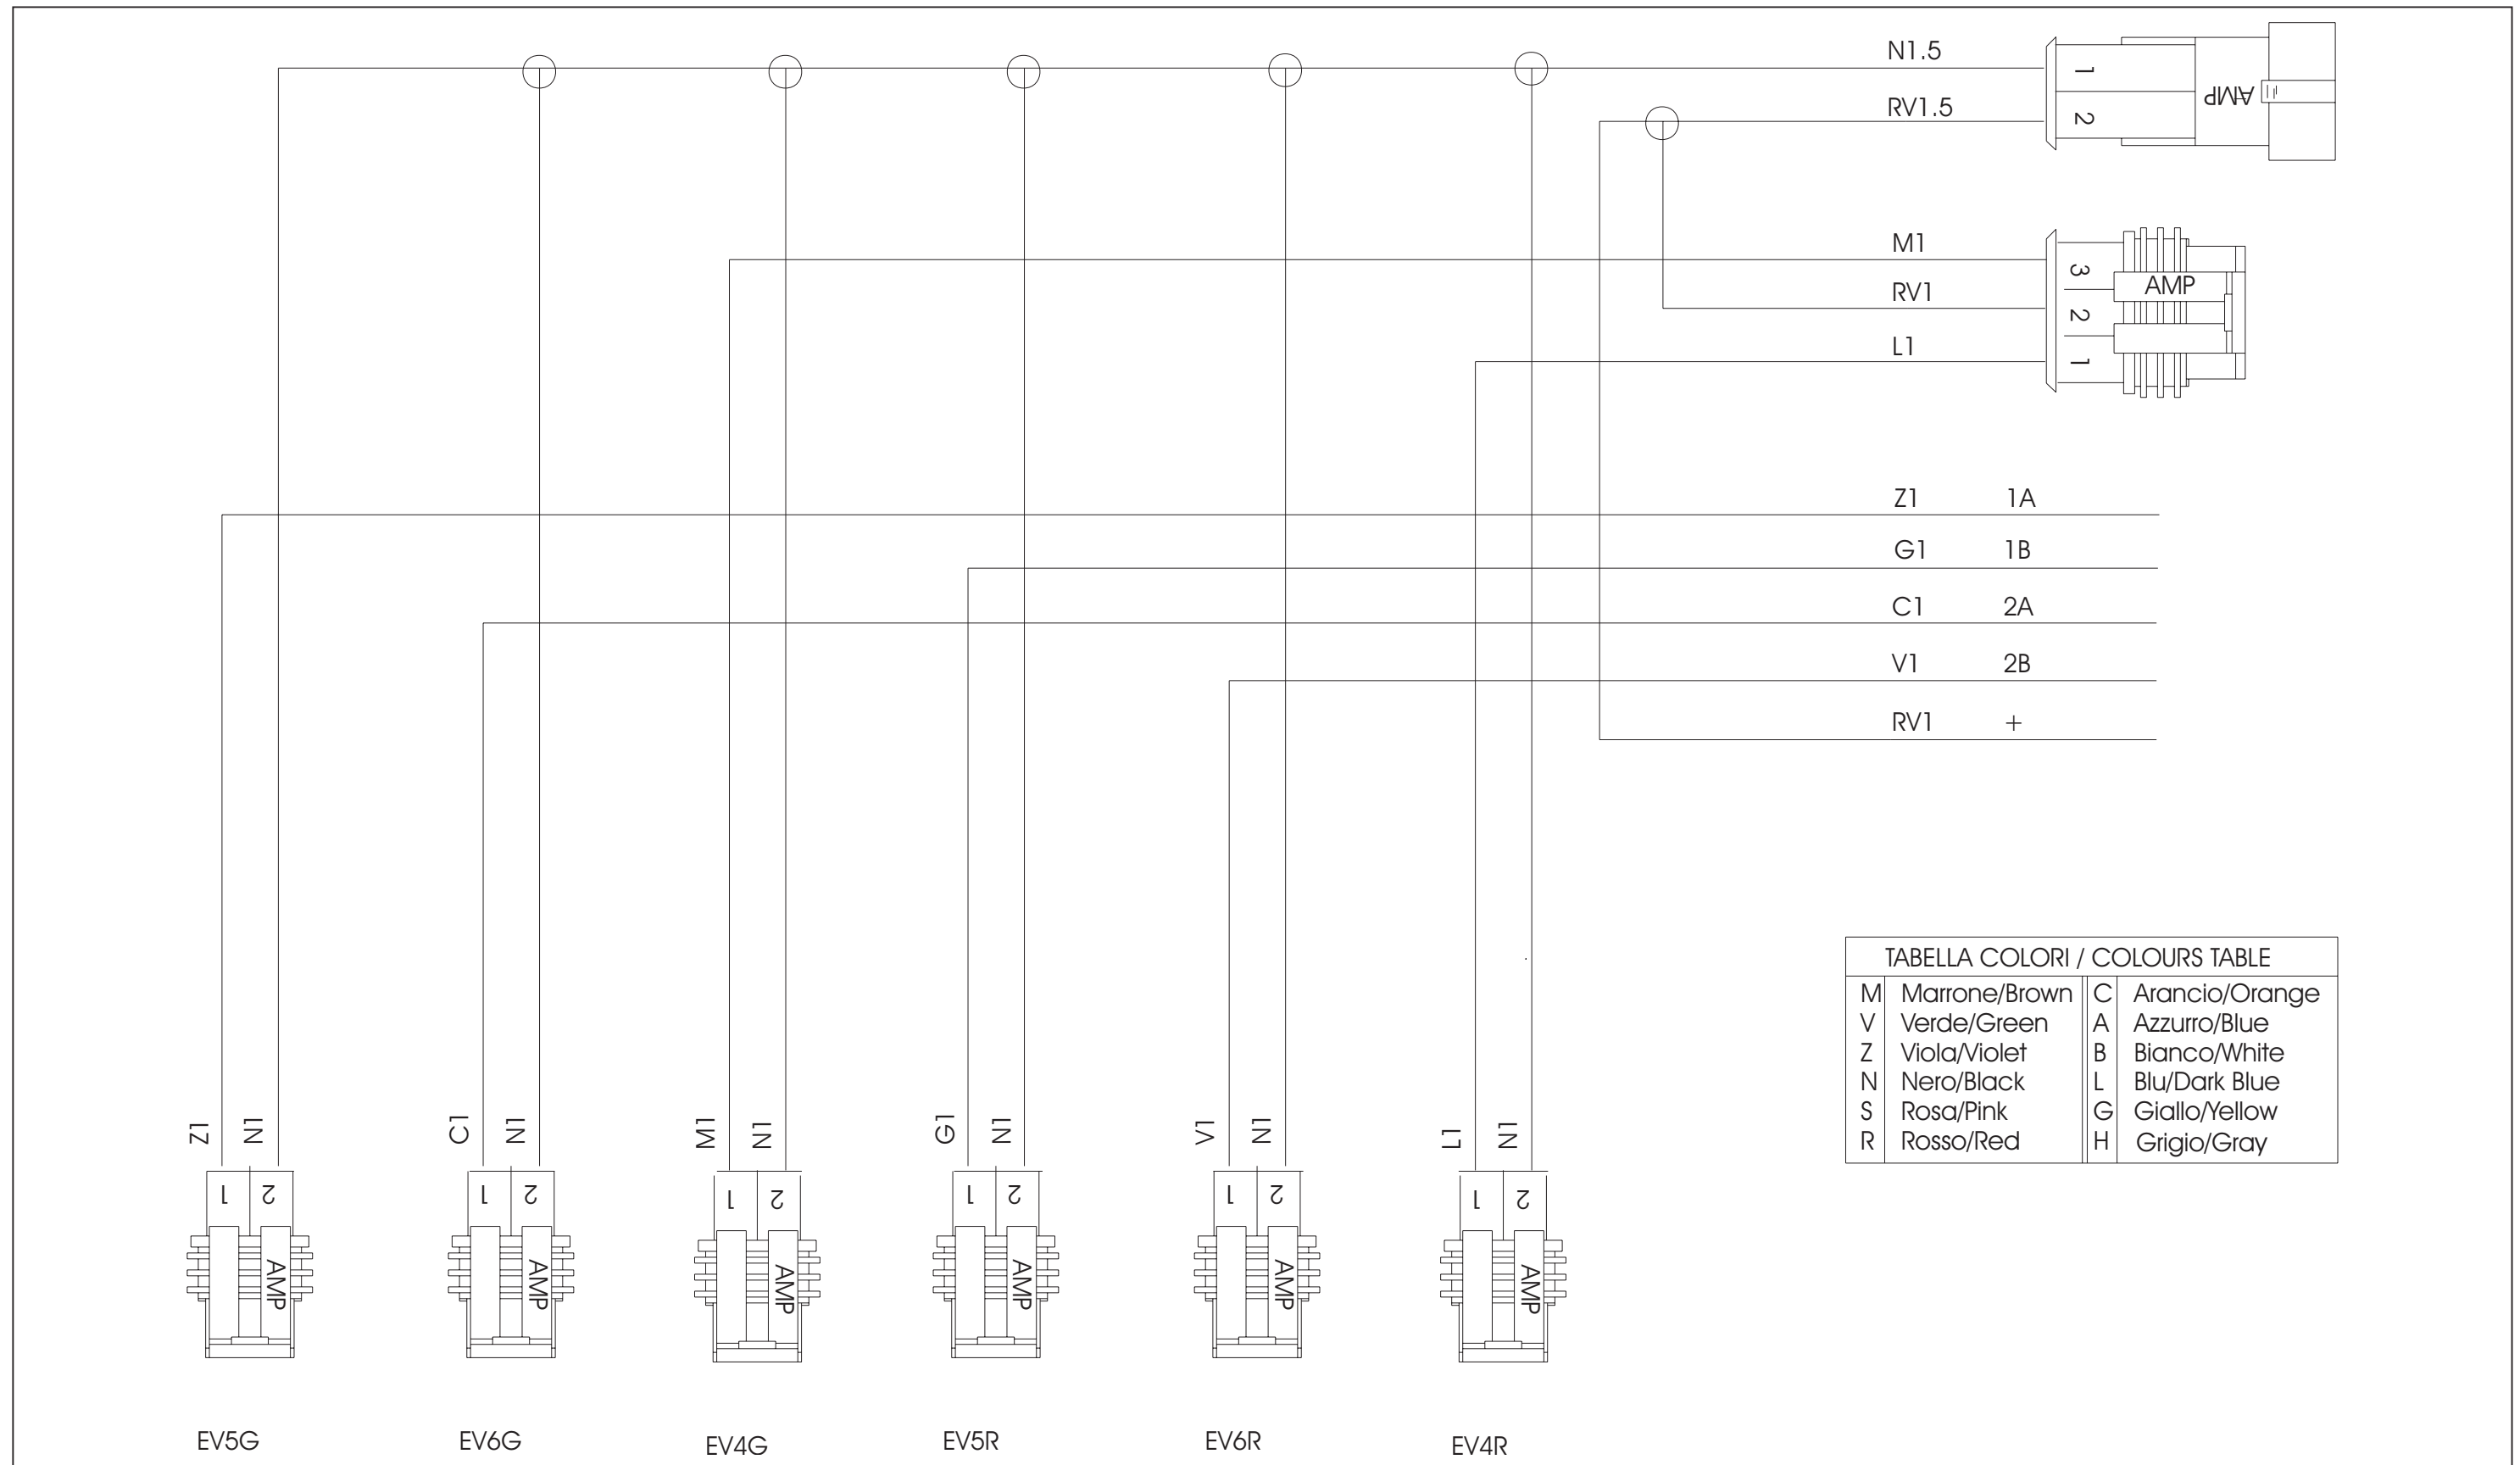 N1.5
1
AMP
RV1.5
2
M1
3
AMP
RV1
2
L1
1
Z1 1A
G1 1B
C1 2A
V1 2B
RV1 +
TABELLA COLORI / COLOURS TABLE
M Marrone/Brown C Arancio/Orange
V Verde/Green A Azzurro/Blue
Z Viola/Violet B Bianco/White
N Nero/Black L Blu/Dark Blue
S Rosa/Pink G Giallo/Yellow
R Rosso/Red H Grigio/Gray
Z1 N1 C1 N1 M1 N1 G1 N1 V1 N1 L1 N1
1 2 1 2 1 2 1 2 1 2 1 2
AMP AMP AMP AMP AMP AMP
EV5G EV6G EV4G EV5R EV6R EV4R